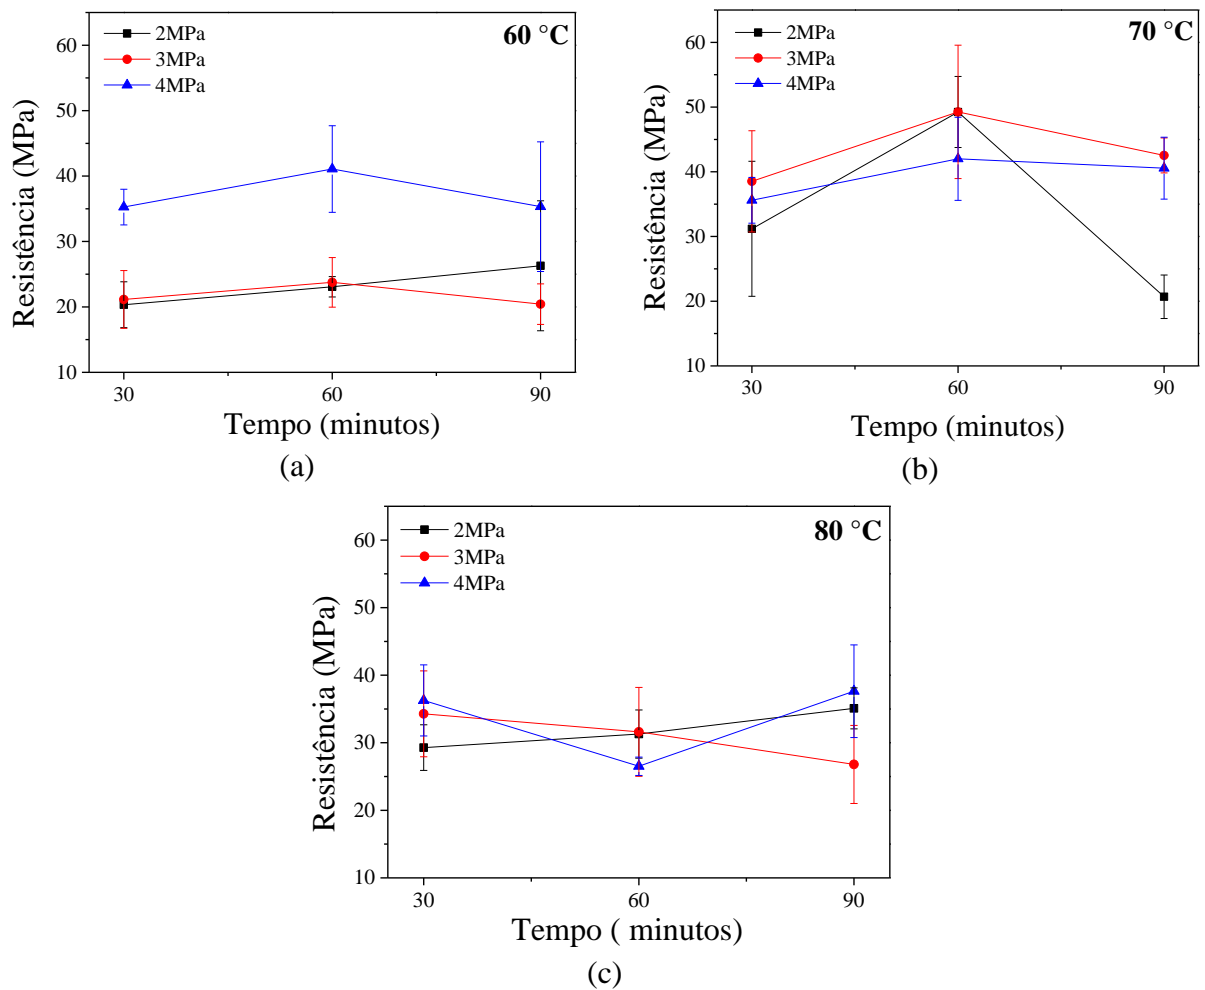 60 °C
2MPa
3MPa
4MPa
Resistência (MPa)
60
50
40
30
20
10
30
60
90
Tempo (minutos)
(a)
70 °C
2MPa
3MPa
4MPa
Resistência (MPa)
60
50
40
30
20
10
30
60
90
Tempo (minutos)
(b)
80 °C
2MPa
3MPa
4MPa
Resistência (MPa)
60
50
40
30
20
10
30
60
90
Tempo ( minutos)
(c)